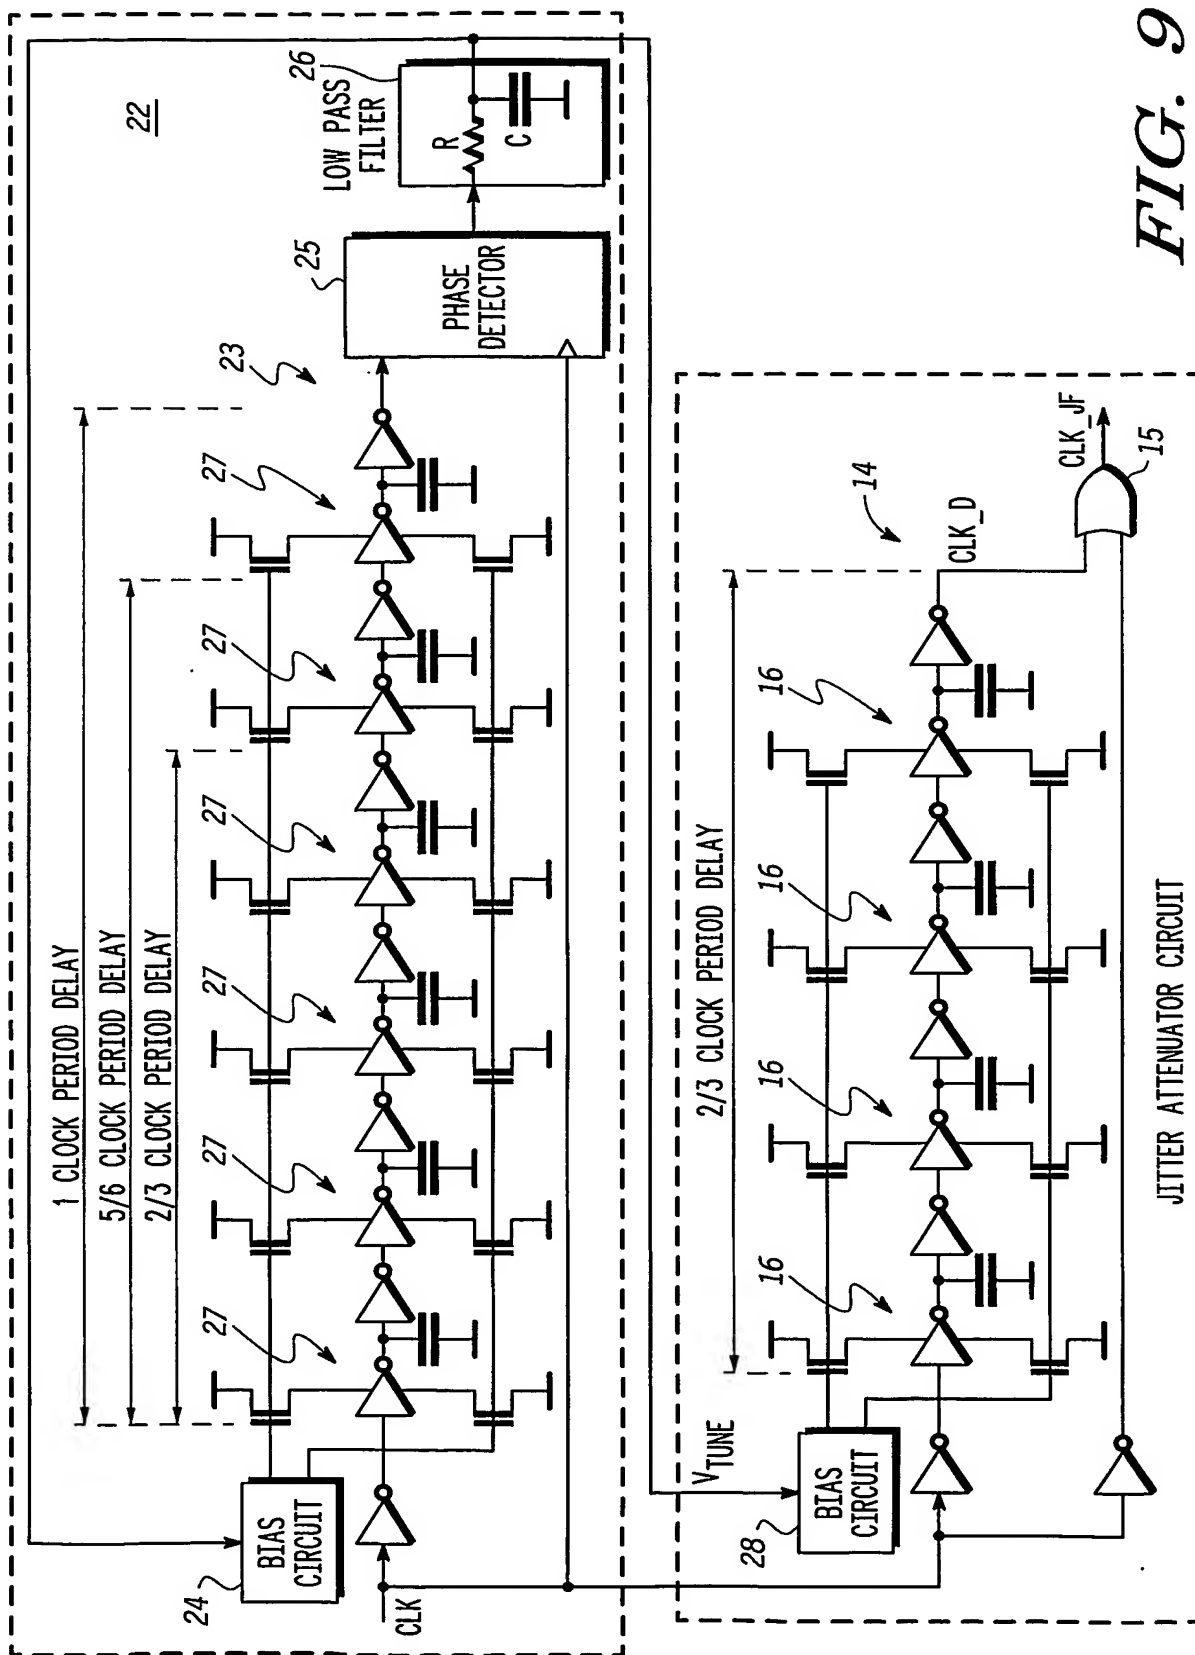 22
1 CLOCK PERIOD DELAY
5/6 CLOCK PERIOD DELAY
2/3 CLOCK PERIOD DELAY
24
BIAS
CIRCUIT
CLK
27
27
27
27
27
27
23
25
PHASE
DETECTOR
LOW PASS
FILTER
26
R
C
VTUNE
28
BIAS
CIRCUIT
2/3 CLOCK PERIOD DELAY
16
16
16
16
14
CLK_D
CLK_JF
15
JITTER ATTENUATOR CIRCUIT
FIG. 9